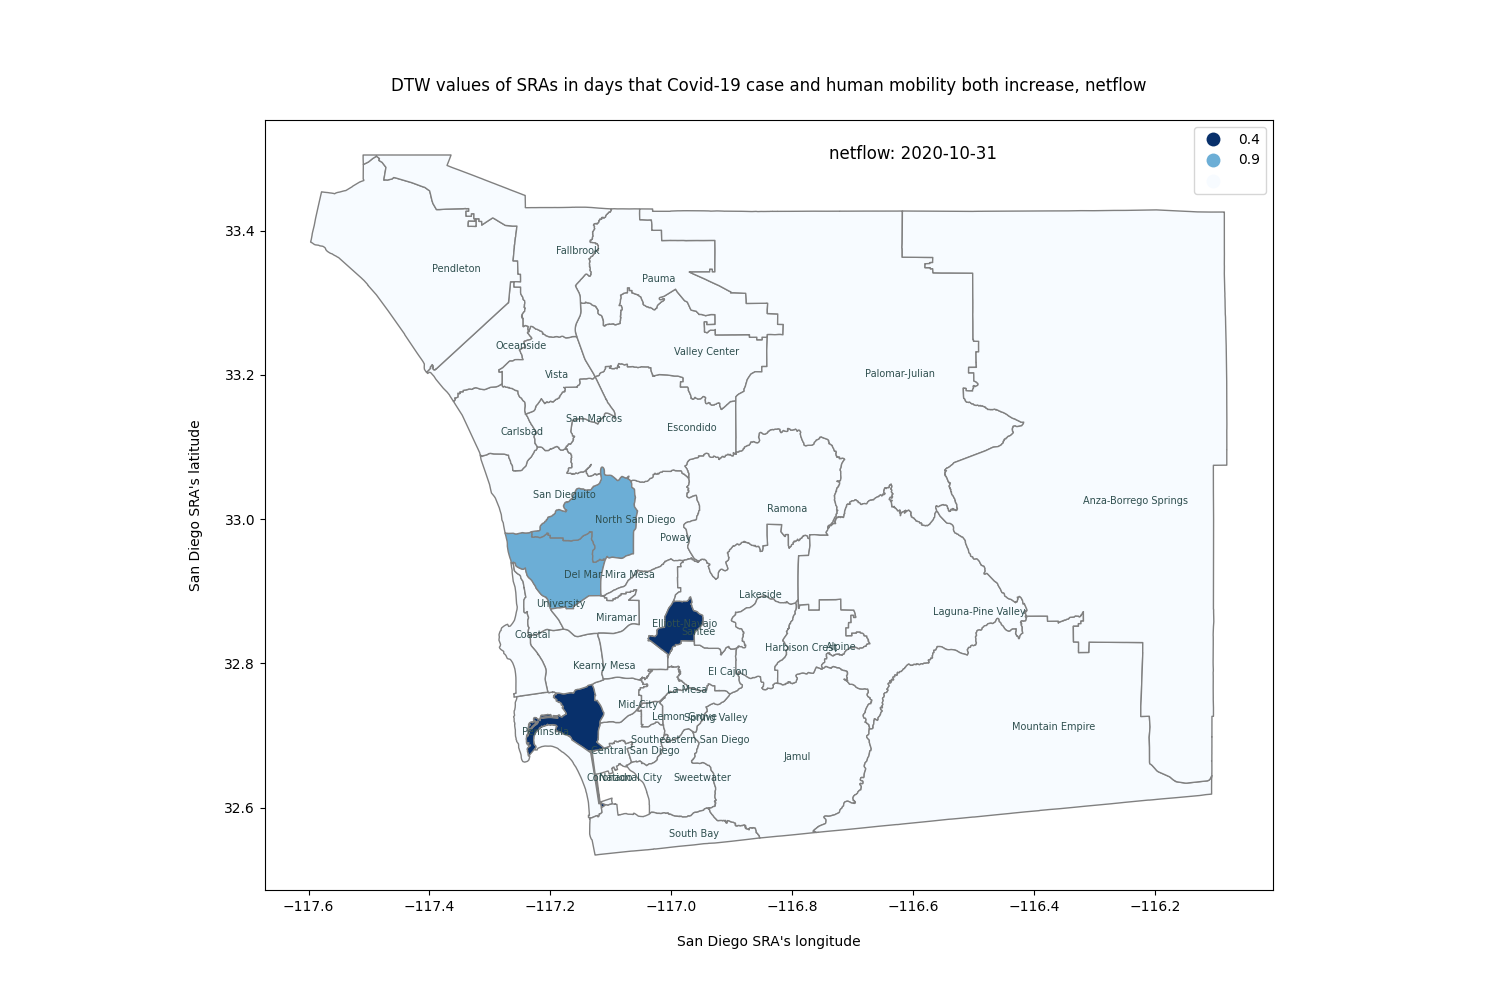 DTW values of SRAs in days that Covid-19 case and human mobility both increase, netflow
netflow: 2020-10-31
0.4
0.9
33.4
33.2
33.0
32.8
32.6
San Diego SRA's latitude
Fallbrook
Pendleton
Pauma
Oceanside
Valley Center
Vista
Palomar-Julian
San Marcos
Carlsbad
Escondido
San Dieguito
Anza-Borrego Springs
Ramona
North San Diego
Poway
Del Mar-Mira Mesa
Lakeside
University
Laguna-Pine Valley
Miramar
Elliott-Navajo
Santee
Coastal
Harbison Crest
Alpine
Kearny Mesa
El Cajon
La Mesa
Mid-City
Lemon Grove
Spring Valley
Mountain Empire
Peninsula
Southeastern San Diego
Central San Diego
Jamul
Coronado
National City
Sweetwater
South Bay
−117.6
−117.4
−117.2
−117.0
−116.8
−116.6
−116.4
−116.2
San Diego SRA's longitude